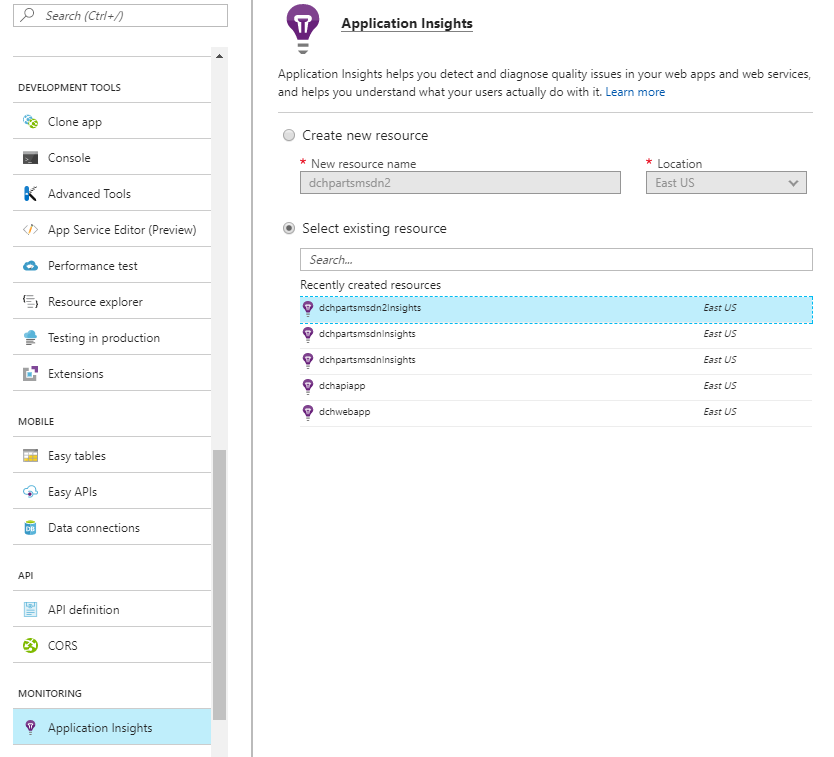 Search (Ctrl+/)
DEVELOPMENT TOOLS
Clone app
Console
Advanced Tools
App Service Editor (Preview)
Performance test
Resource explorer
Testing in production
Extensions
MOBILE
Easy tables
Easy APIs
DB
Data connections
API
API definition
CORS
MONITORING
Application Insights
Application Insights
Application Insights helps you detect and diagnose quality issues in your web apps and web services,
and helps you understand what your users actually do with it. Learn more
Create new resource
* New resource name
* Location
dchpartsmsdn2
East US
Select existing resource
Search...
Recently created resources
dchpartsmsdn2Insights East US
dchpartsmsdnInsights East US
dchpartsmsdnInsights East US
dchapiapp East US
dchwebapp East US